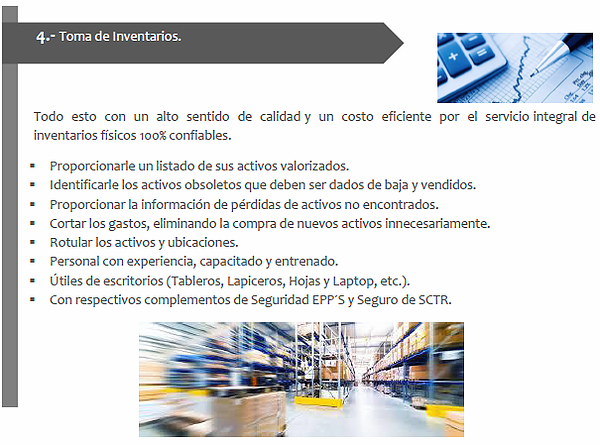 4.- Toma de Inventarios.
Todo esto con un alto sentido de calidad y un costo eficiente por el servicio integral de
inventarios físicos 100% confiables.
▪ Proporcionarle un listado de sus activos valorizados.
▪ Identificarle los activos obsoletos que deben ser dados de baja y vendidos.
▪ Proporcionar la información de pérdidas de activos no encontrados.
▪ Cortar los gastos, eliminando la compra de nuevos activos innecesariamente.
▪ Rotular los activos y ubicaciones.
▪ Personal con experiencia, capacitado y entrenado.
▪ Útiles de escritorios (Tableros, Lapiceros, Hojas y Laptop, etc.).
▪ Con respectivos complementos de Seguridad EPP´S y Seguro de SCTR.